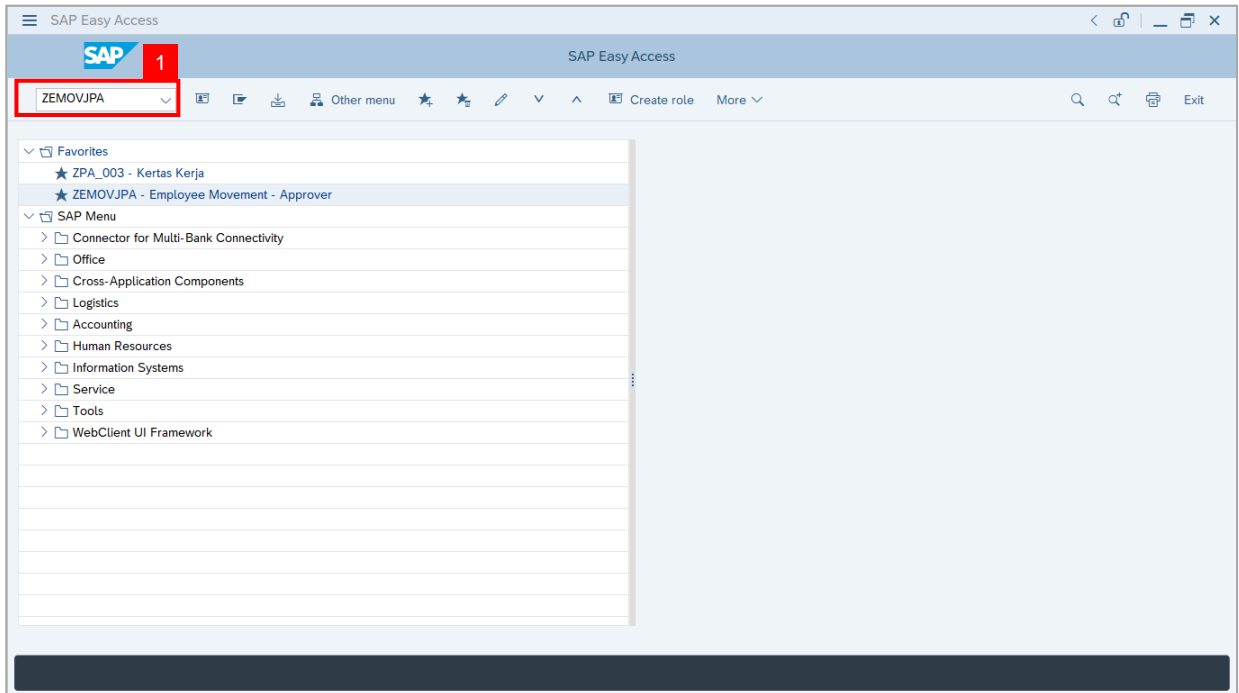 SAP Easy Access
SAP
SAP Easy Access
1
ZEMOVJPA
Other menu
Create role
More
Exit
Favorites
ZPA_003 - Kertas Kerja
ZEMOVJPA - Employee Movement - Approver
SAP Menu
Connector for Multi-Bank Connectivity
Office
Cross-Application Components
Logistics
Accounting
Human Resources
Information Systems
Service
Tools
WebClient UI Framework